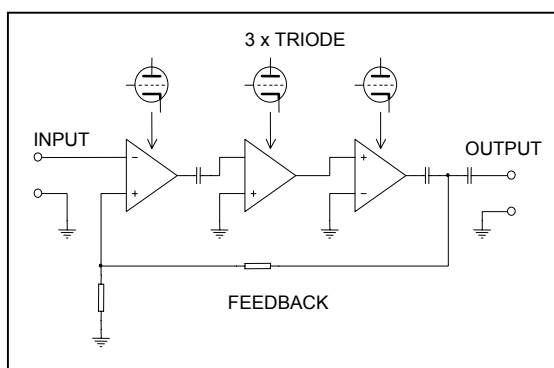 3 x TRIODE
INPUT
OUTPUT
− − +
+ + −
FEEDBACK